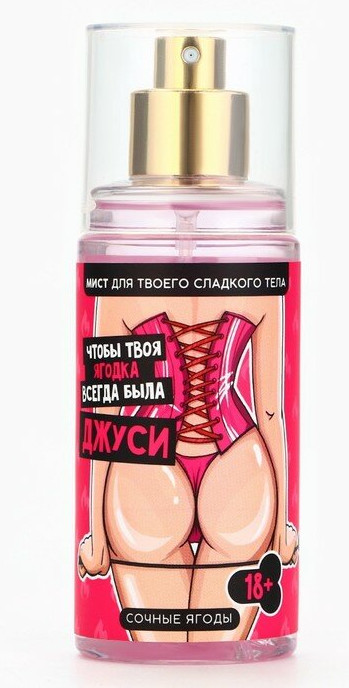 МИСТ ДЛЯ ТВОЕГО СЛАДКОГО ТЕЛА
ЧТОБЫ ТВОЯ
ЯГОДКА
ВСЕГДА БЫЛА
ДЖУСИ
18+
СОЧНЫЕ ЯГОДЫ